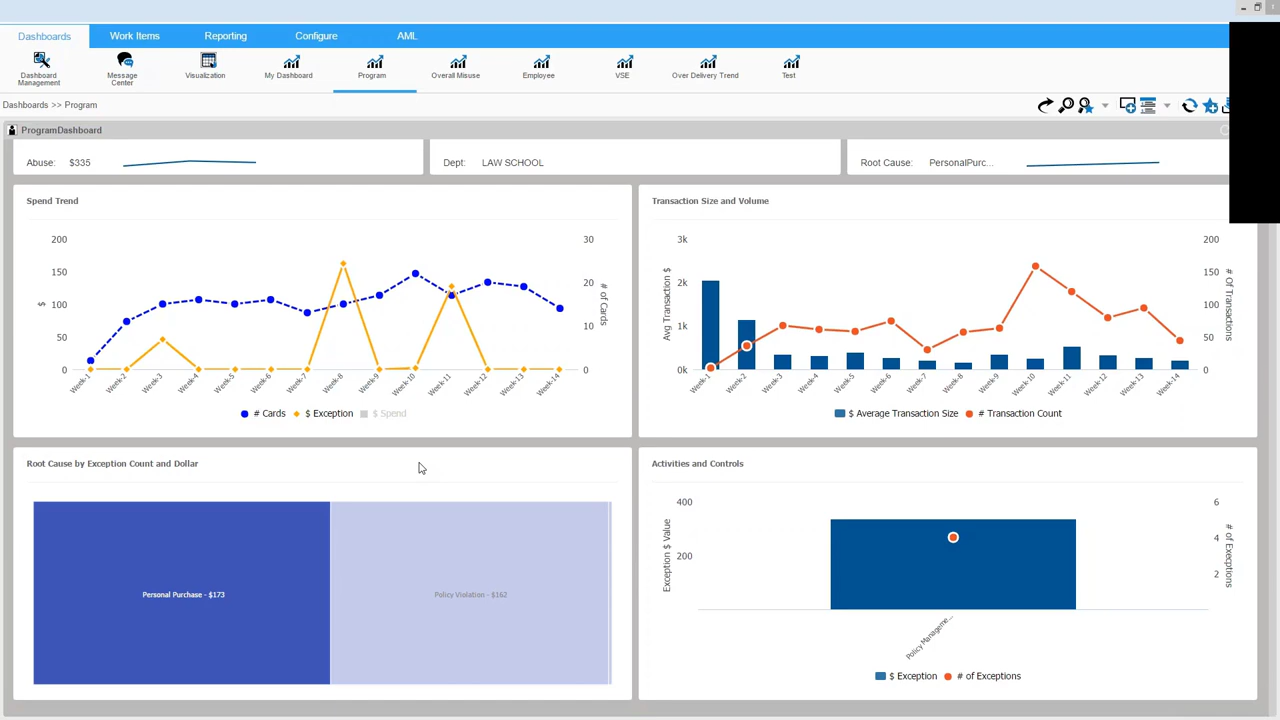 Dashboards Work Items Reporting Configure AML
Dashboard Management Message Center Visualization My Dashboard Program Overall Misuse Employee VSE Over Delivery Trend Test
Dashboards >> Program
ProgramDashboard
Abuse: $335
Dept: LAW SCHOOL
Root Cause: PersonalPurc...
Spend Trend
200
150
100
50
0
$
30
20
10
0
# of Cards
Week-1 Week-2 Week-3 Week-4 Week-5 Week-6 Week-7 Week-8 Week-9 Week-10 Week-11 Week-12 Week-13 Week-14
# Cards $ Exception $ Spend
Transaction Size and Volume
3k
2k
1k
0k
Avg Transaction $
200
150
100
50
0
# Of Transactions
Week-1 Week-2 Week-3 Week-4 Week-5 Week-6 Week-7 Week-8 Week-9 Week-10 Week-11 Week-12 Week-13 Week-14
$ Average Transaction Size # Transaction Count
Root Cause by Exception Count and Dollar
Personal Purchase - $173
Policy Violation - $162
Activities and Controls
400
200
Exception $ Value
6
4
2
# of Execptions
Policy Manageme...
$ Exception # of Exceptions